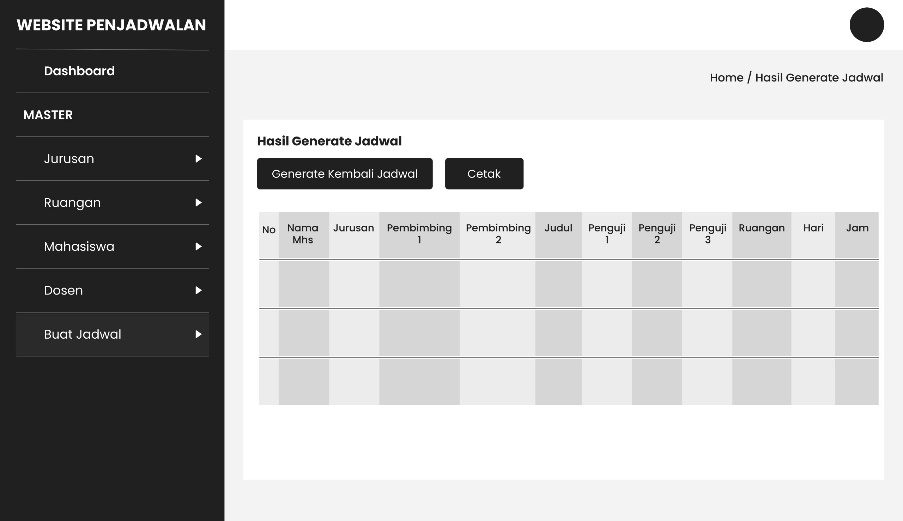 WEBSITE PENJADWALAN
Dashboard
MASTER
Jurusan
Ruangan
Mahasiswa
Dosen
Buat Jadwal
Home / Hasil Generate Jadwal
Hasil Generate Jadwal
Generate Kembali Jadwal
Cetak
No
Nama
Mhs
Jurusan
Pembimbing
1
Pembimbing
2
Judul
Penguji
1
Penguji
2
Penguji
3
Ruangan
Hari
Jam